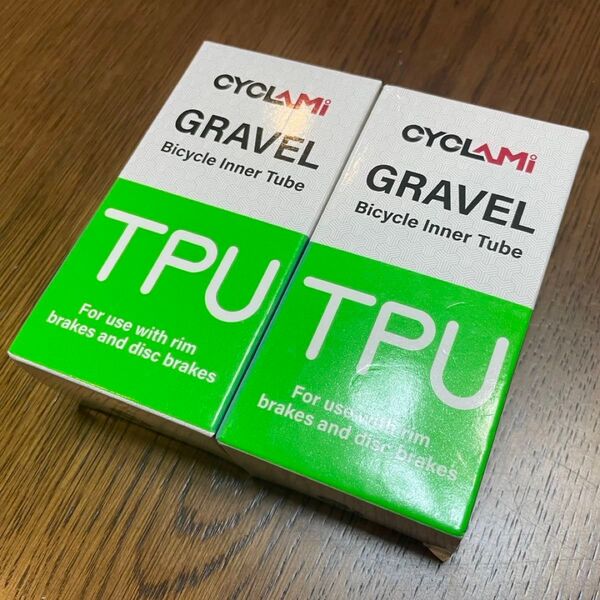 CYCLAMi
GRAVEL
Bicycle Inner Tube
TPU
For use with rim
brakes and disc brakes
CYCLAMi
GRAVEL
Bicycle Inner Tube
TPU
For use with rim
brakes and disc brakes